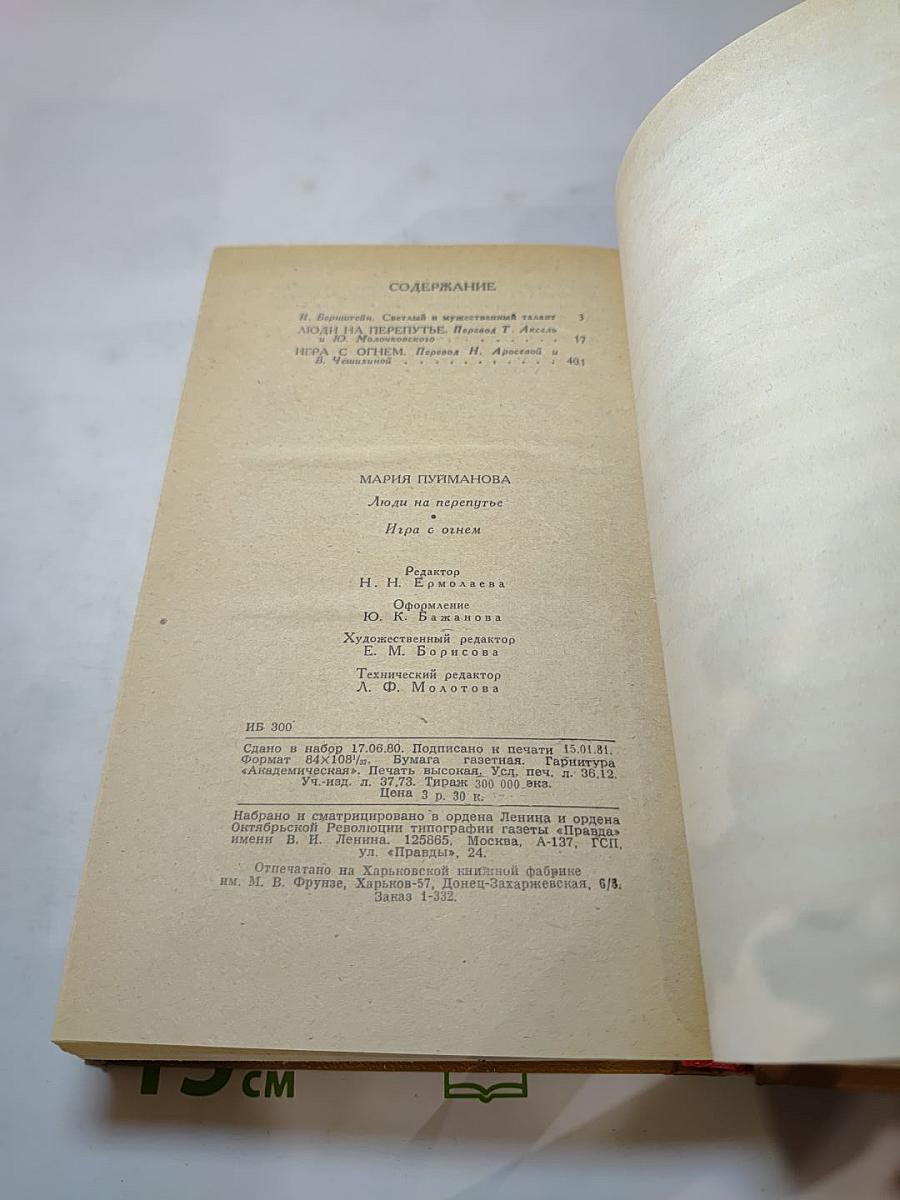 СОДЕРЖАНИЕ
И. Бернштейн. Светлый и мужественный талант 3
ЛЮДИ НА ПЕРЕПУТЬЕ. Перевод Т. Аксель
и Ю. Молочковского . . . . . . . 17
ИГРА С ОГНЕМ. Перевод Н. Аросевой и
В. Чешихиной . . . . . . . . . . . 401
МАРИЯ ПУЙМАНОВА
Люди на перепутье
•
Игра с огнем
Редактор
Н. Н. Ермолаева
Оформление
Ю. К. Бажанова
Художественный редактор
Е. М. Борисова
Технический редактор
Л. Ф. Молотова
ИБ 300
Сдано в набор 17.06.80. Подписано к печати 15.01.81.
Формат 84×108¹/₃₂. Бумага газетная. Гарнитура
«Академическая». Печать высокая. Усл. печ. л. 36,12.
Уч.-изд. л. 37,73. Тираж 300 000 экз.
Цена 3 р. 30 к.
Набрано и сматрицировано в ордена Ленина и ордена
Октябрьской Революции типографии газеты «Правда»
имени В. И. Ленина. 125865, Москва, А-137, ГСП,
ул. «Правды», 24.
Отпечатано на Харьковской книжной фабрике
им. М. В. Фрунзе, Харьков-57, Донец-Захаржевская, 6/8.
Заказ 1-332.
15 см